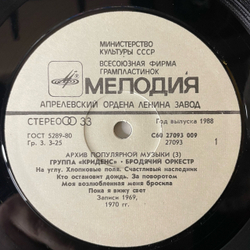 МИНИСТЕРСТВО
КУЛЬТУРЫ СССР
ВСЕСОЮЗНАЯ ФИРМА
ГРАМПЛАСТИНОК
МЕЛОДИЯ
АПРЕЛЕВСКИЙ ОРДЕНА ЛЕНИНА ЗАВОД
СТЕРЕО 33
Год выпуска 1988
ГОСТ 5289-80
С60 27093 009
Гр. 3. 3-25
27093 1
АРХИВ ПОПУЛЯРНОЙ МУЗЫКИ (3)
ГРУППА «КРИДЕНС» - БРОДЯЧИЙ ОРКЕСТР
На углу. Хлопковые поля. Счастливый наследник
Кто остановит дождь. За поворотом
Моя возлюбленная меня бросила
Пока я вижу свет
Записи 1969,
1970 гг.